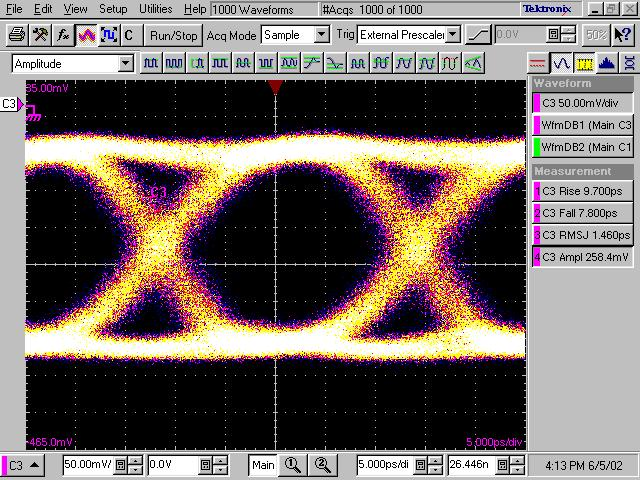 File Edit View Setup Utilities Help 1000 Waveforms #Acqs 1000 of 1000 Tektronix
fx C Run/Stop Acq Mode Sample Trig External Prescaler 0.0V 50%
Amplitude
35.00mV
C3
C1
-465.0mV
5.000ps/div
Waveform
C3 50.00mV/div
WfmDB1 (Main C3
WfmDB2 (Main C1
Measurement
1 C3 Rise 9.700ps
2 C3 Fall 7.800ps
3 C3 RMSJ 1.460ps
4 C3 Ampl 258.4mV
C3 50.00mV/ 0.0V Main 1 2 5.000ps/di 26.446n 4:13 PM 6/5/02